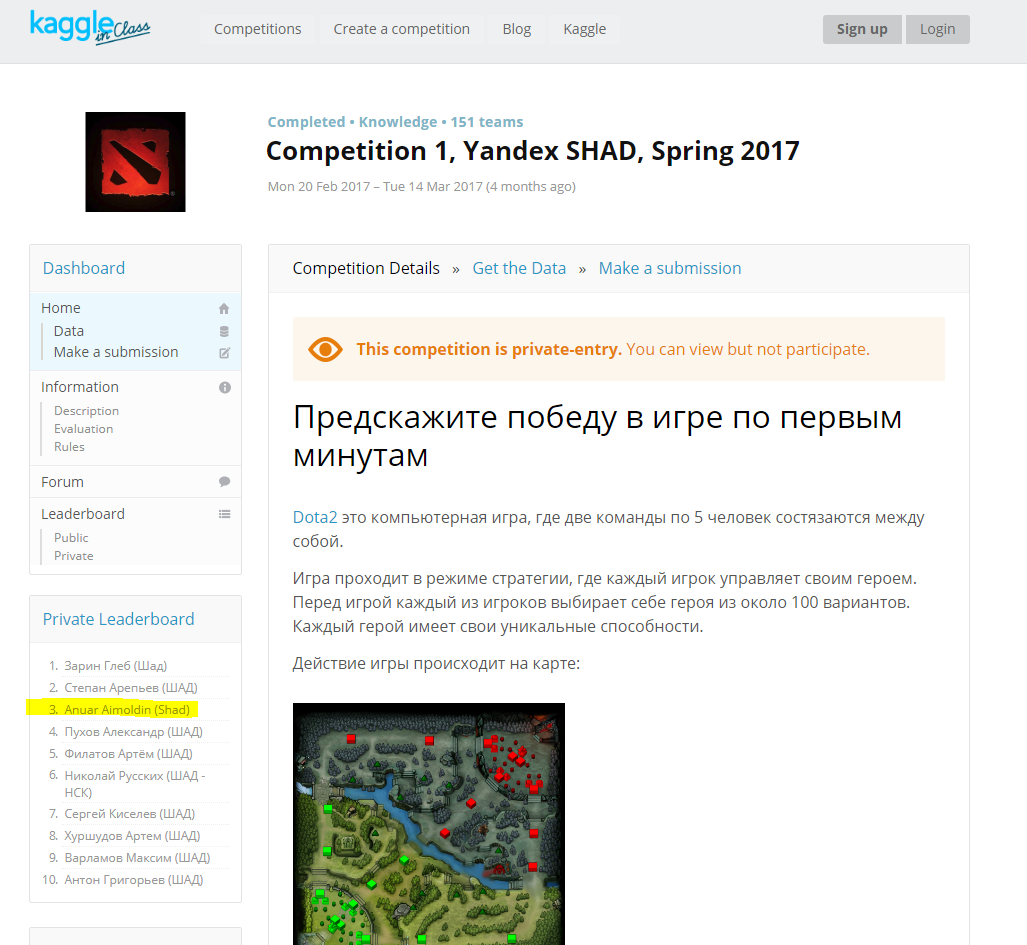 kaggle in Class
Competitions
Create a competition
Blog
Kaggle
Sign up
Login
Completed • Knowledge • 151 teams
Competition 1, Yandex SHAD, Spring 2017
Mon 20 Feb 2017 – Tue 14 Mar 2017 (4 months ago)
Dashboard
Home
Data
Make a submission
Information
Description
Evaluation
Rules
Forum
Leaderboard
Public
Private
Private Leaderboard
1. Зарин Глеб (Шад)
2. Степан Арепьев (ШАД)
3. Anuar Aimoldin (Shad)
4. Пухов Александр (ШАД)
5. Филатов Артём (ШАД)
6. Николай Русских (ШАД -
НСК)
7. Сергей Киселев (ШАД)
8. Хуршудов Артем (ШАД)
9. Варламов Максим (ШАД)
10. Антон Григорьев (ШАД)
Competition Details » Get the Data » Make a submission
This competition is private-entry. You can view but not participate.
Предскажите победу в игре по первым
минутам
Dota2 это компьютерная игра, где две команды по 5 человек состязаются между
собой.
Игра проходит в режиме стратегии, где каждый игрок управляет своим героем.
Перед игрой каждый из игроков выбирает себе героя из около 100 вариантов.
Каждый герой имеет свои уникальные способности.
Действие игры происходит на карте: